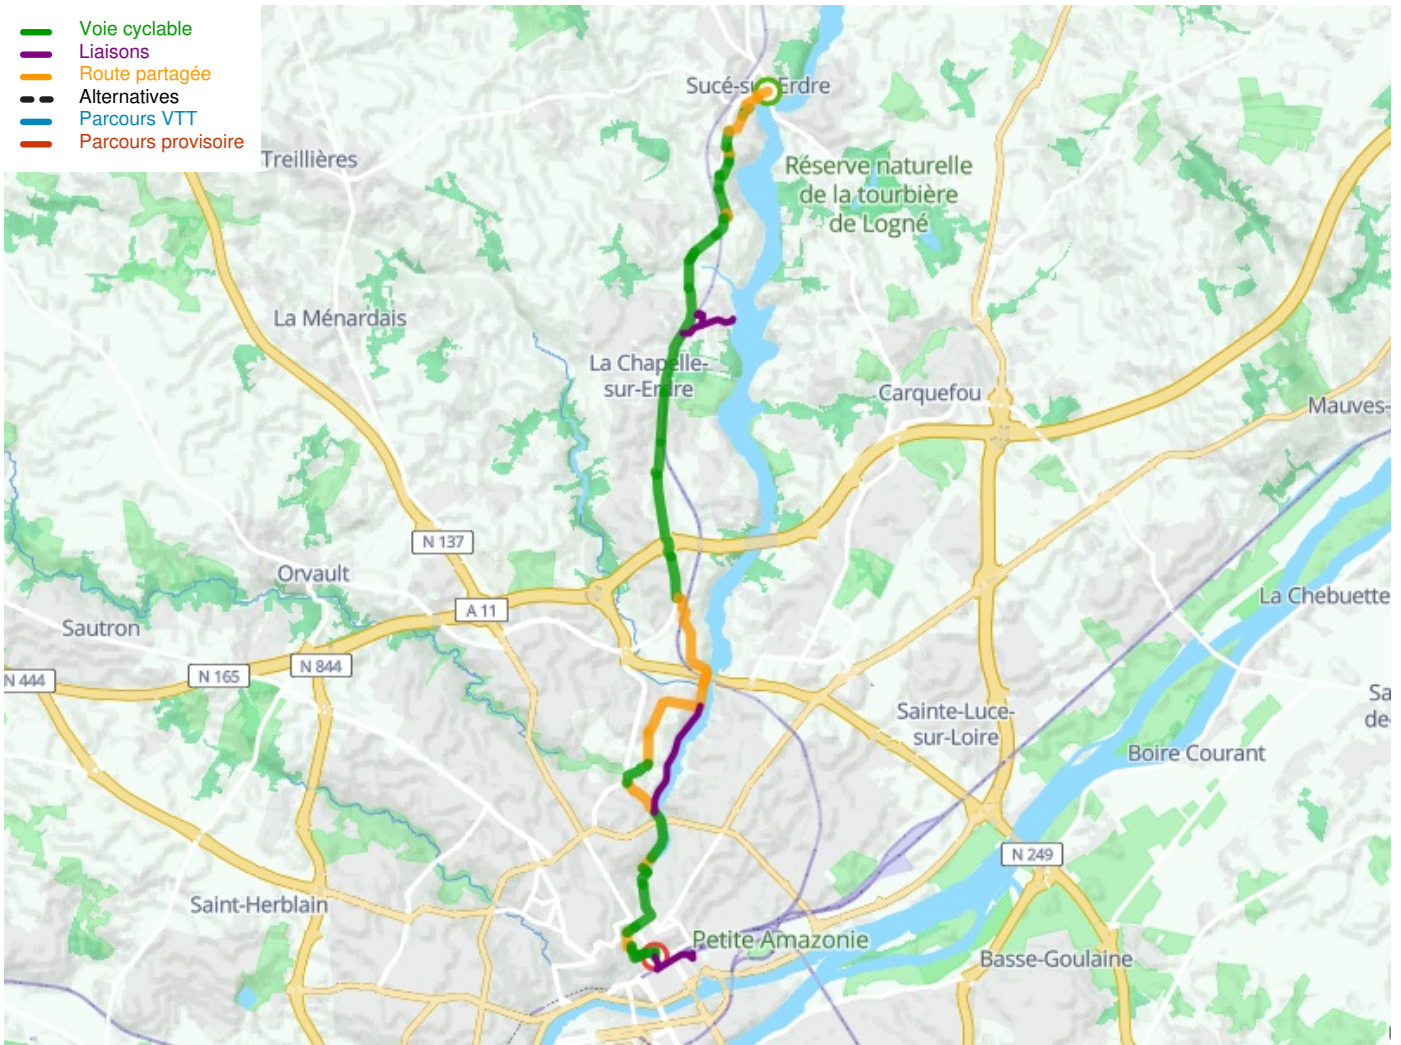 Voie cyclable
Liaisons
Route partagée
Alternatives
Parcours VTT
Parcours provisoire
Sucé-sur-Erdre
Treillières
Réserve naturelle
de la tourbière
de Logné
La Ménardais
La Chapelle-
sur-Erdre
Carquefou
Mauves-
N 137
Orvault
A 11
La Chebuette
Sautron
N 844
N 165
N 444
Sa
de-
Sainte-Luce-
sur-Loire
Boire Courant
N 249
Saint-Herblain
Petite Amazonie
Basse-Goulaine